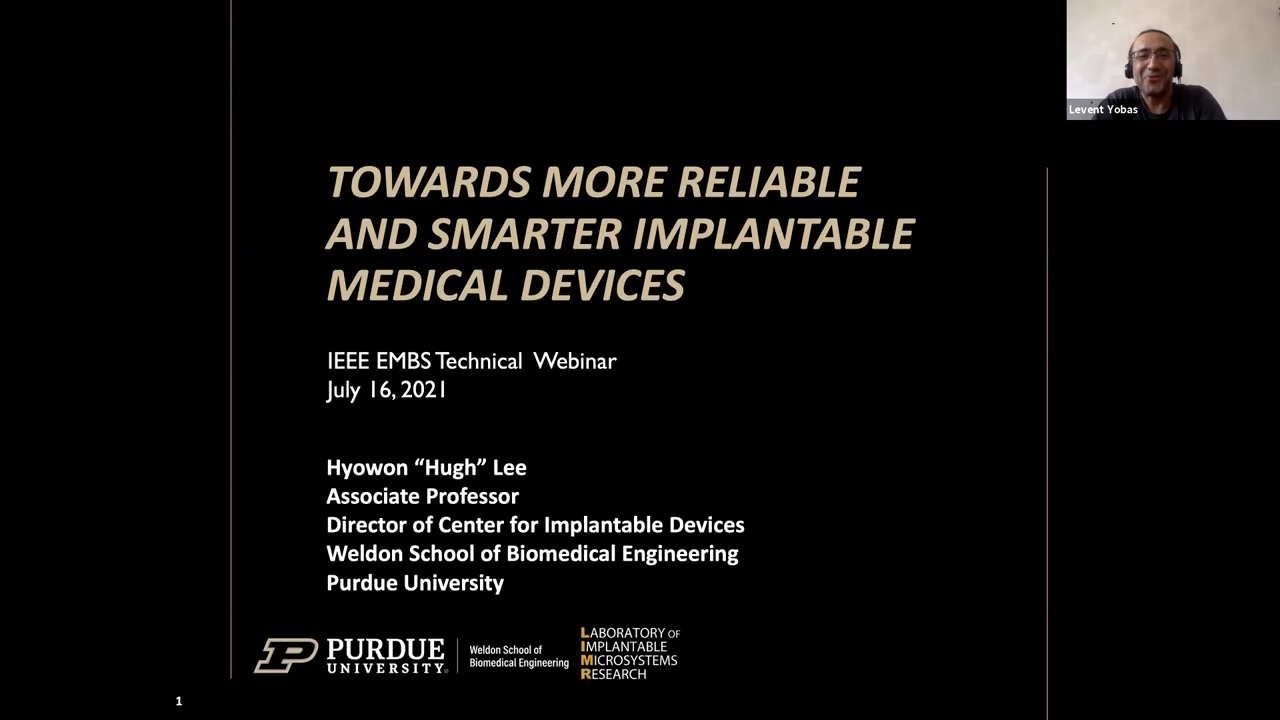 Levent Yobas
TOWARDS MORE RELIABLE
AND SMARTER IMPLANTABLE
MEDICAL DEVICES
IEEE EMBS Technical Webinar
July 16, 2021
Hyowon “Hugh” Lee
Associate Professor
Director of Center for Implantable Devices
Weldon School of Biomedical Engineering
Purdue University
P PURDUE
UNIVERSITY
Weldon School of
Biomedical Engineering
LABORATORY OF
IMPLANTABLE
MICROSYSTEMS
RESEARCH
1